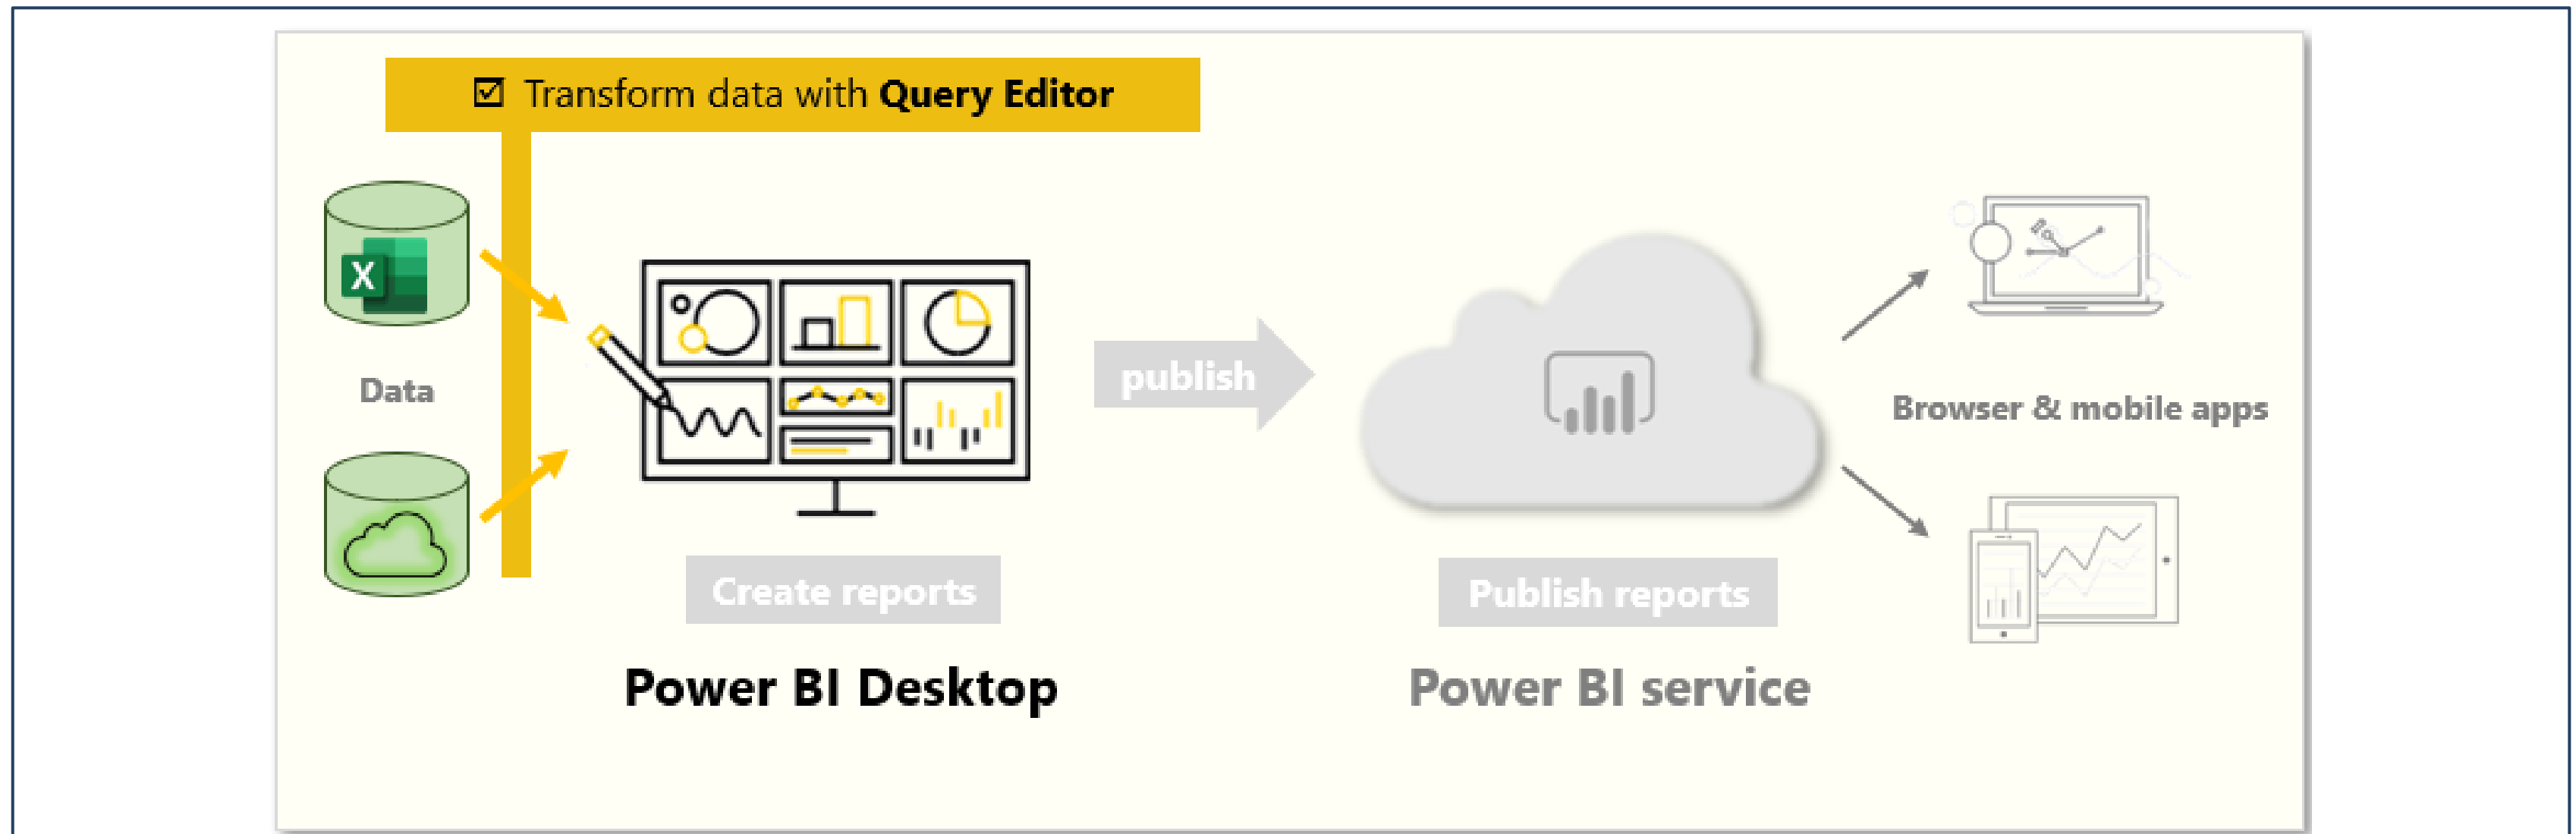 ☑ Transform data with Query Editor
X
Data
publish
Browser & mobile apps
Create reports
Publish reports
Power BI Desktop
Power BI service